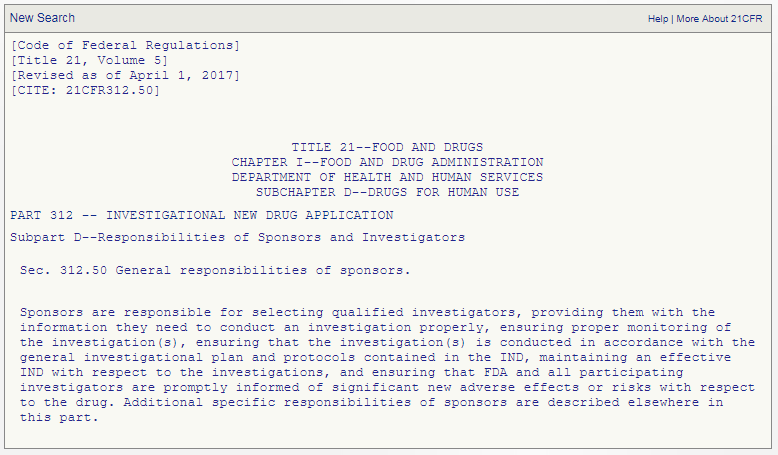 New Search
Help | More About 21CFR
[Code of Federal Regulations]
[Title 21, Volume 5]
[Revised as of April 1, 2017]
[CITE: 21CFR312.50]
TITLE 21--FOOD AND DRUGS
CHAPTER I--FOOD AND DRUG ADMINISTRATION
DEPARTMENT OF HEALTH AND HUMAN SERVICES
SUBCHAPTER D--DRUGS FOR HUMAN USE
PART 312 -- INVESTIGATIONAL NEW DRUG APPLICATION
Subpart D--Responsibilities of Sponsors and Investigators
Sec. 312.50 General responsibilities of sponsors.
Sponsors are responsible for selecting qualified investigators, providing them with the
information they need to conduct an investigation properly, ensuring proper monitoring of
the investigation(s), ensuring that the investigation(s) is conducted in accordance with the
general investigational plan and protocols contained in the IND, maintaining an effective
IND with respect to the investigations, and ensuring that FDA and all participating
investigators are promptly informed of significant new adverse effects or risks with respect
to the drug. Additional specific responsibilities of sponsors are described elsewhere in
this part.